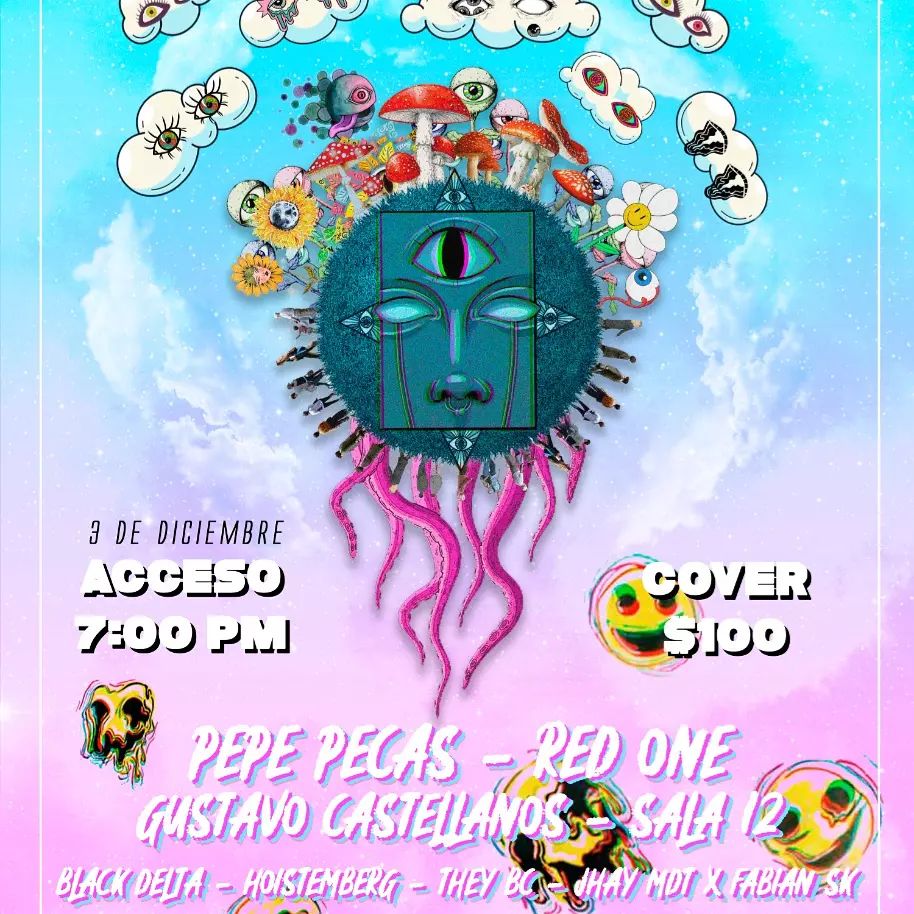 3 DE DICIEMBRE
ACCESO
7:00 PM
COVER
$100
PEPE PECAS - RED ONE
GUSTAVO CASTELLANOS - SALA 12
BLACK DELTA - HOISTEMBERG - THEY BC - JHAY MDT X FABIAN SK